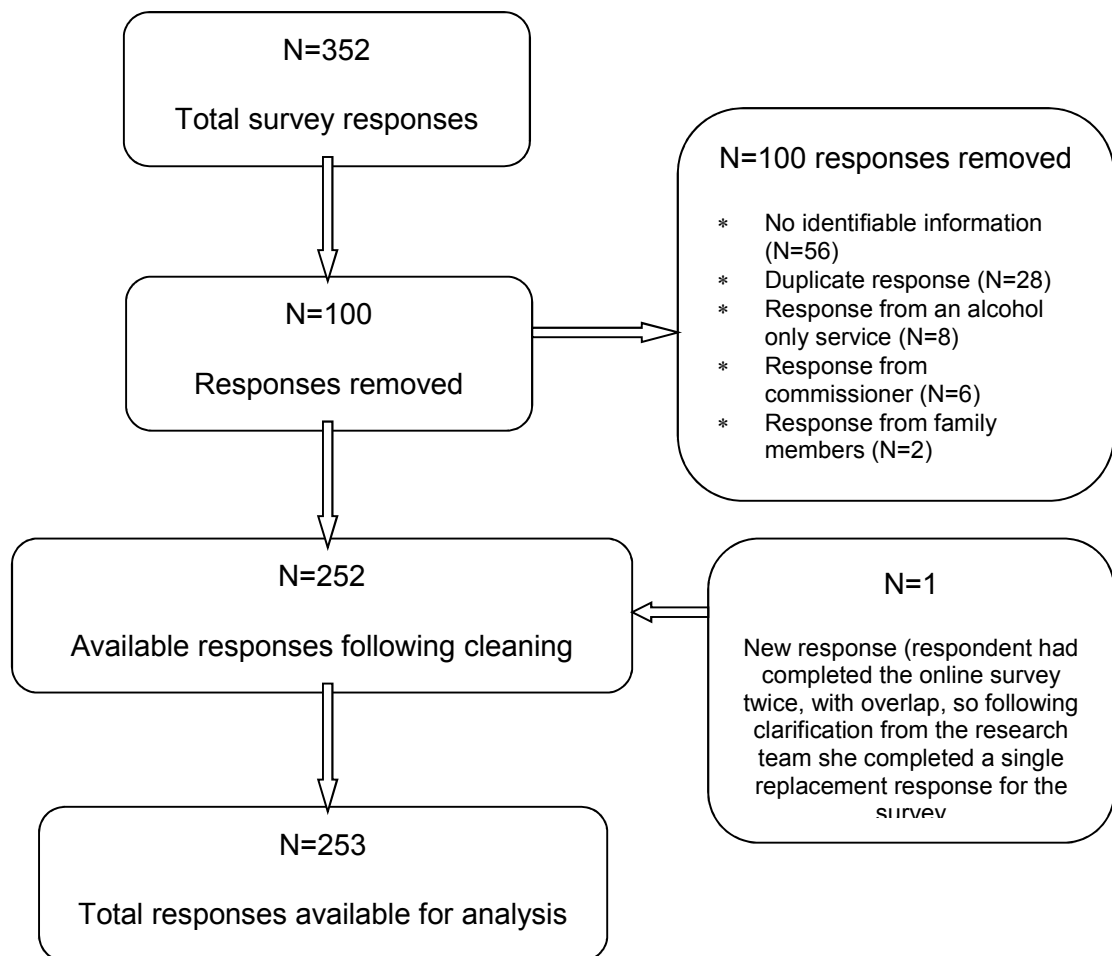 N=352
Total survey responses
N=100 responses removed
* No identifiable information
(N=56)
* Duplicate response (N=28)
* Response from an alcohol
only service (N=8)
* Response from
commissioner (N=6)
* Response from family
members (N=2)
N=100
Responses removed
N=252
Available responses following cleaning
N=1
New response (respondent had
completed the online survey
twice, with overlap, so following
clarification from the research
team she completed a single
replacement response for the
survey
N=253
Total responses available for analysis